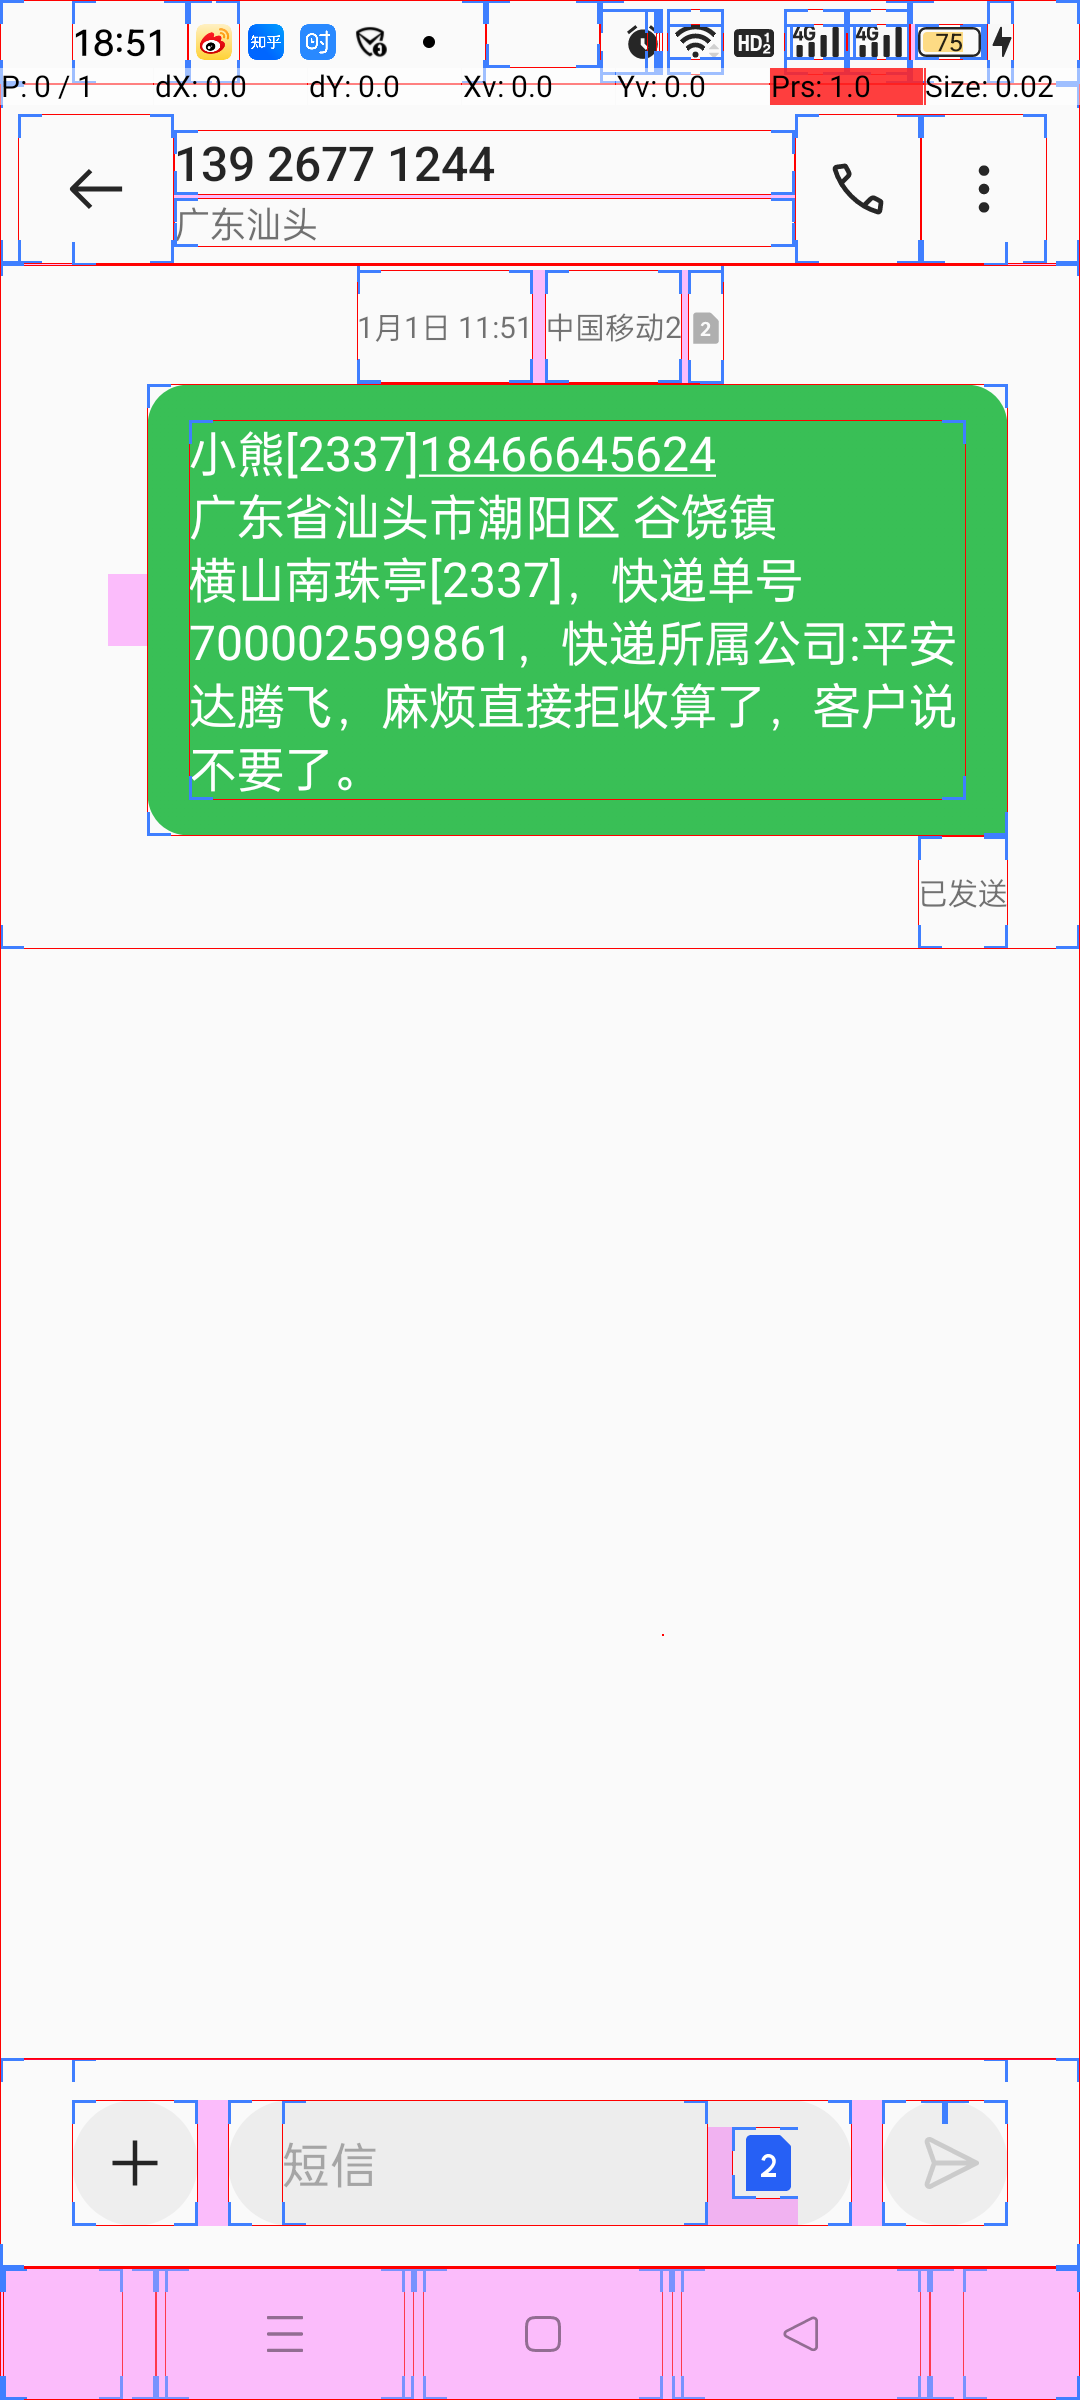 18:51
知乎
时
HD 1 2
4G
4G
75
P: 0 / 1 dX: 0.0 dY: 0.0 Xv: 0.0 Yv: 0.0 Prs: 1.0 Size: 0.02
139 2677 1244
广东汕头
1月1日 11:51 中国移动2 2
小熊[2337]18466645624
广东省汕头市潮阳区 谷饶镇
横山南珠亭[2337]，快递单号
700002599861，快递所属公司:平安
达腾飞，麻烦直接拒收算了，客户说
不要了。
已发送
短信
2